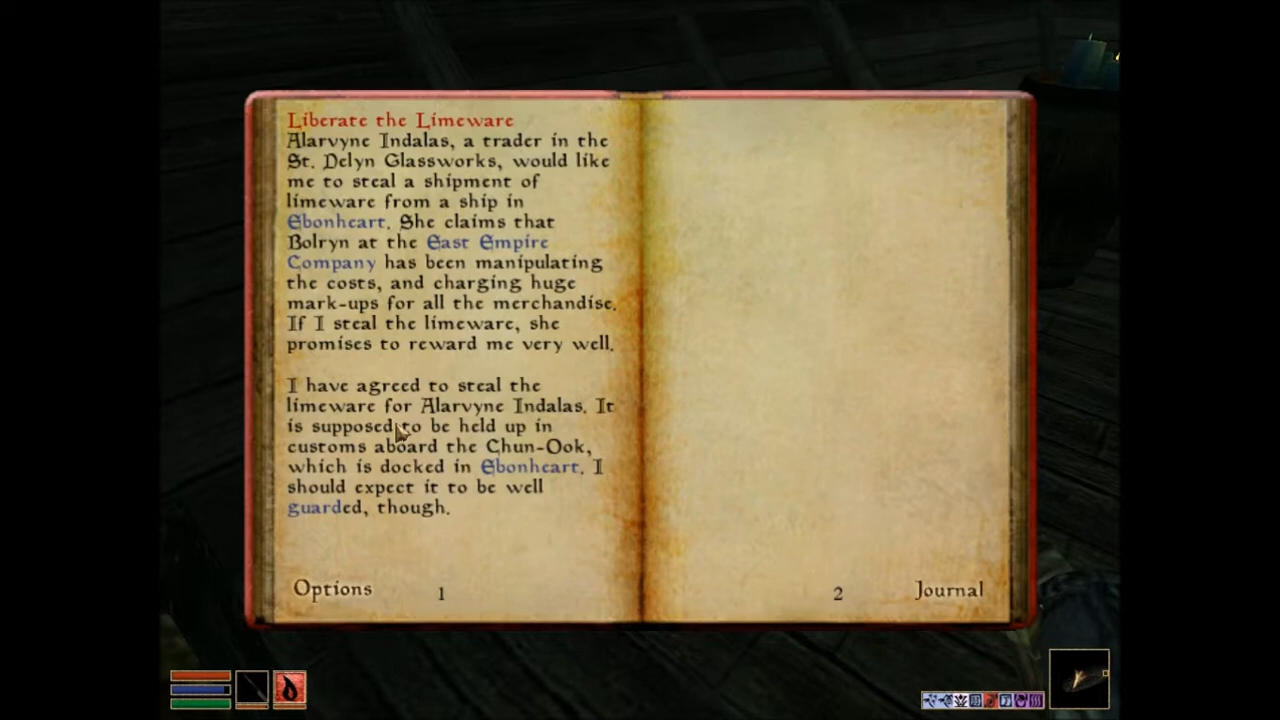 Liberate the Limeware
Alarvyne Indalas, a trader in the
St. Delyn Glassworks, would like
me to steal a shipment of
limeware from a ship in
Ebonheart. She claims that
Bolryn at the East Empire
Company has been manipulating
the costs, and charging huge
mark-ups for all the merchandise.
If I steal the limeware, she
promises to reward me very well.
I have agreed to steal the
limeware for Alarvyne Indalas. It
is supposed to be held up in
customs aboard the Chun-Ook,
which is docked in Ebonheart. I
should expect it to be well
guarded, though.
Options 1 2 Journal